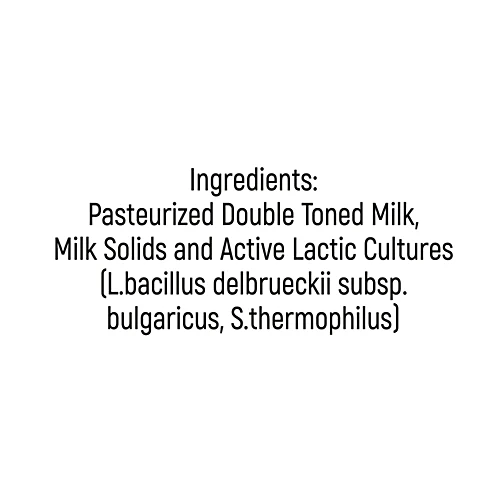 Ingredients:
Pasteurized Double Toned Milk,
Milk Solids and Active Lactic Cultures
(L.bacillus delbrueckii subsp.
bulgaricus, S.thermophilus)